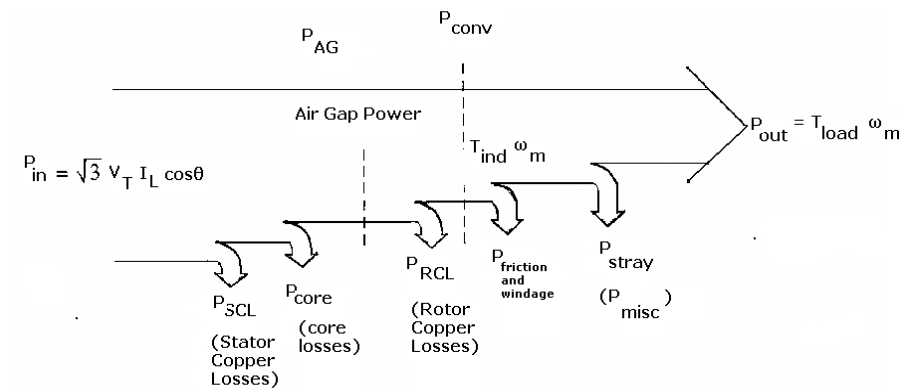 P_conv
P_AG
Air Gap Power
P_out = T_load ω_m
T_ind ω_m
P_in = √3 V_T I_L cosθ
P_SCL
(Stator
Copper
Losses)
P_core
(core
losses)
P_RCL
(Rotor
Copper
Losses)
P_friction
and
windage
P_stray
(P_misc)